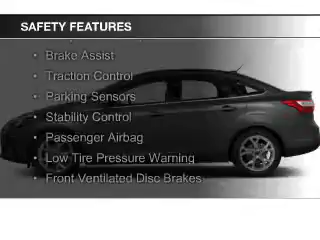 SAFETY FEATURES
• Brake Assist
• Traction Control
• Parking Sensors
• Stability Control
• Passenger Airbag
• Low Tire Pressure Warning
• Front Ventilated Disc Brakes